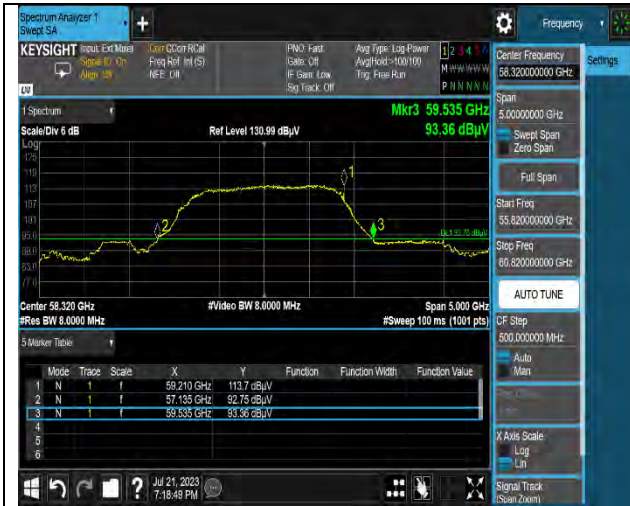 Spectrum Analyzer 1
Swept SA
+
Frequency
KEYSIGHT Input: Ext Mixer
Signal ID: On
Corr CCorr RCal
Freq Ref: Int (S)
NFE: Off
PNO: Fast
Gate: Off
IF Gain: Low
Sig Track: Off
Avg Type: Log-Power
Avg|Hold:>100/100
Trig: Free Run
1 2 3 4 5 6
M W W W W W
P N N N N N
Center Frequency
58.320000000 GHz
Settings
1 Spectrum
Mkr3 59.535 GHz
Scale/Div 6 dB
Ref Level 130.99 dBµV
93.36 dBµV
Log
125
119
113
107
101
95.0
89.0
83.0
77.0
1
2
3
Center 58.320 GHz
#Video BW 8.0000 MHz
Span 5.000 GHz
#Res BW 8.0000 MHz
#Sweep 100 ms (1001 pts)
Span
5.00000000 GHz
Swept Span
Zero Span
Full Span
Start Freq
55.820000000 GHz
Stop Freq
60.820000000 GHz
AUTO TUNE
CF Step
500.000000 MHz
Auto
Man
X Axis Scale
Log
Lin
Signal Track
(Span Zoom)
5 Marker Table
Mode Trace Scale X Y Function Function Width Function Value
1 N 1 f 59.210 GHz 113.7 dBµV
2 N 1 f 57.135 GHz 92.75 dBµV
3 N 1 f 59.535 GHz 93.36 dBµV
4
5
6
?
Jul 21, 2023
7:18:49 PM